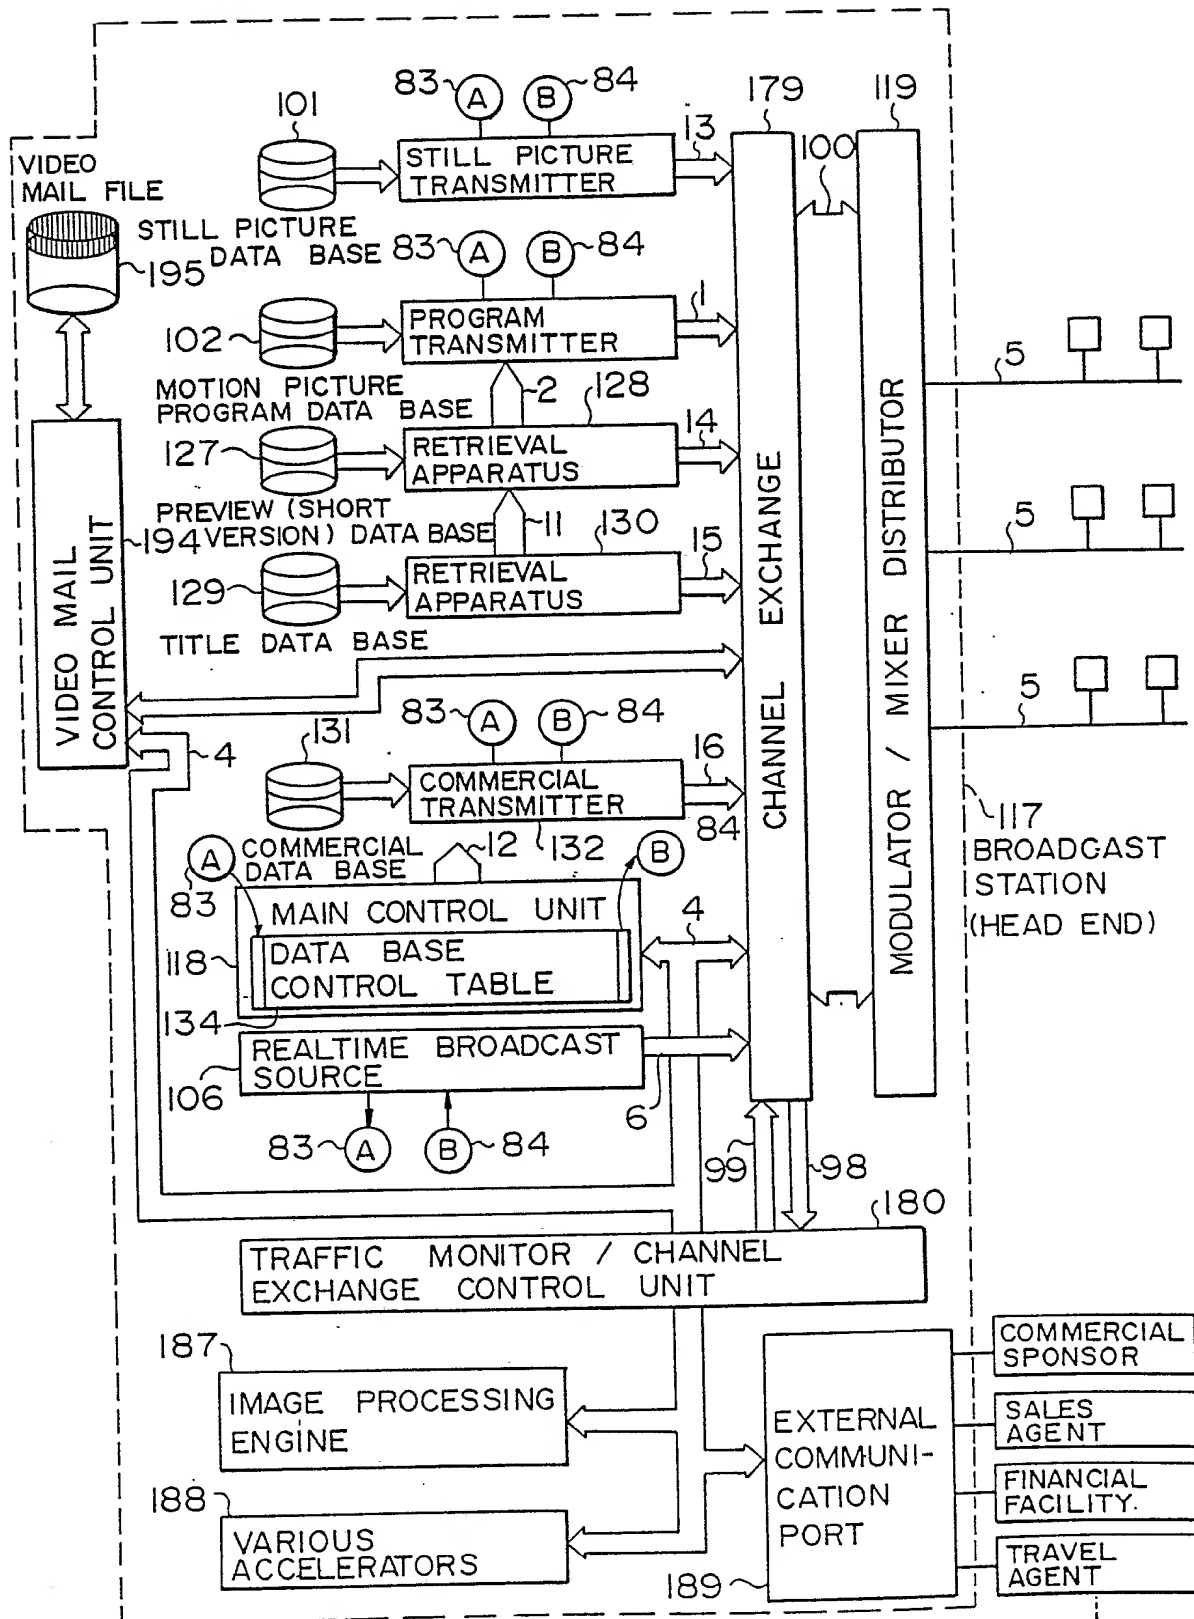 83
A
B
84
179
119
101
13
100
STILL PICTURE
TRANSMITTER
VIDEO
MAIL FILE
STILL PICTURE
DATA BASE
195
83
A
B
84
102
PROGRAM
TRANSMITTER
1
MOTION PICTURE
PROGRAM DATA BASE
2
128
5
127
RETRIEVAL
APPARATUS
14
PREVIEW (SHORT
VERSION) DATA BASE
11
130
194
VIDEO MAIL
CONTROL UNIT
129
RETRIEVAL
APPARATUS
15
5
TITLE DATA BASE
CHANNEL EXCHANGE
MODULATOR / MIXER DISTRIBUTOR
83
A
B
84
5
4
131
COMMERCIAL
TRANSMITTER
16
84
A
83
COMMERCIAL
DATA BASE
12
132
B
117
BROADCAST
STATION
(HEAD END)
MAIN CONTROL UNIT
118
DATA BASE
CONTROL TABLE
4
134
REALTIME BROADCAST
SOURCE
106
6
83
A
B
84
99
98
180
TRAFFIC MONITOR / CHANNEL
EXCHANGE CONTROL UNIT
187
IMAGE PROCESSING
ENGINE
188
VARIOUS
ACCELERATORS
EXTERNAL
COMMUNI-
CATION
PORT
189
COMMERCIAL
SPONSOR
SALES
AGENT
FINANCIAL
FACILITY.
TRAVEL
AGENT